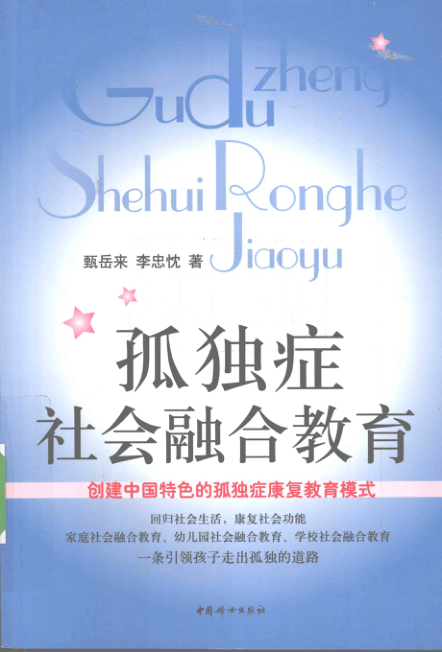 Gudu zheng
Shehui Ronghe
Jiaoyu
甄岳来 李忠忱 著
孤独症
社会融合教育
创建中国特色的孤独症康复教育模式
回归社会生活，康复社会功能
家庭社会融合教育、幼儿园社会融合教育、学校社会融合教育
一条引领孩子走出孤独的道路
中国妇女出版社